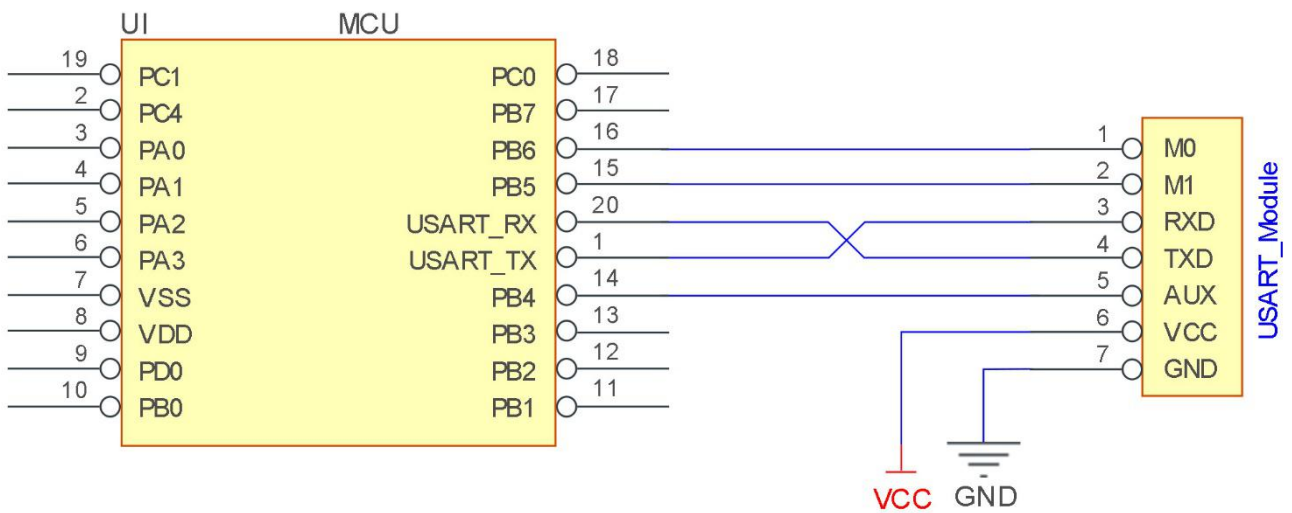 UI MCU
19 PC1 PC0 18
2 PC4 PB7 17
3 PA0 PB6 16 1 M0
4 PA1 PB5 15 2 M1
5 PA2 USART_RX 20 3 RXD
6 PA3 USART_TX 1 4 TXD
7 VSS PB4 14 5 AUX
8 VDD PB3 13 6 VCC
9 PD0 PB2 12 7 GND
10 PB0 PB1 11
USART_Module
VCC GND